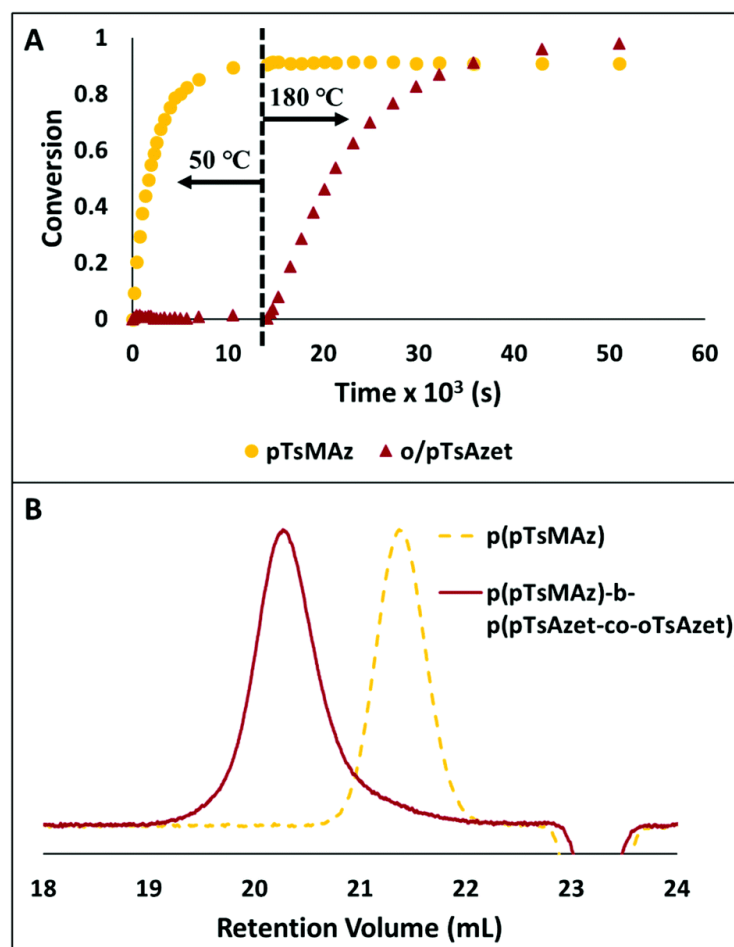 A
Conversion
1
0.8
0.6
0.4
0.2
0
180 °C
50 °C
0 10 20 30 40 50 60
Time x 10³ (s)
pTsMAz o/pTsAzet
B
p(pTsMAz)
p(pTsMAz)-b-
p(pTsAzet-co-oTsAzet)
18 19 20 21 22 23 24
Retention Volume (mL)